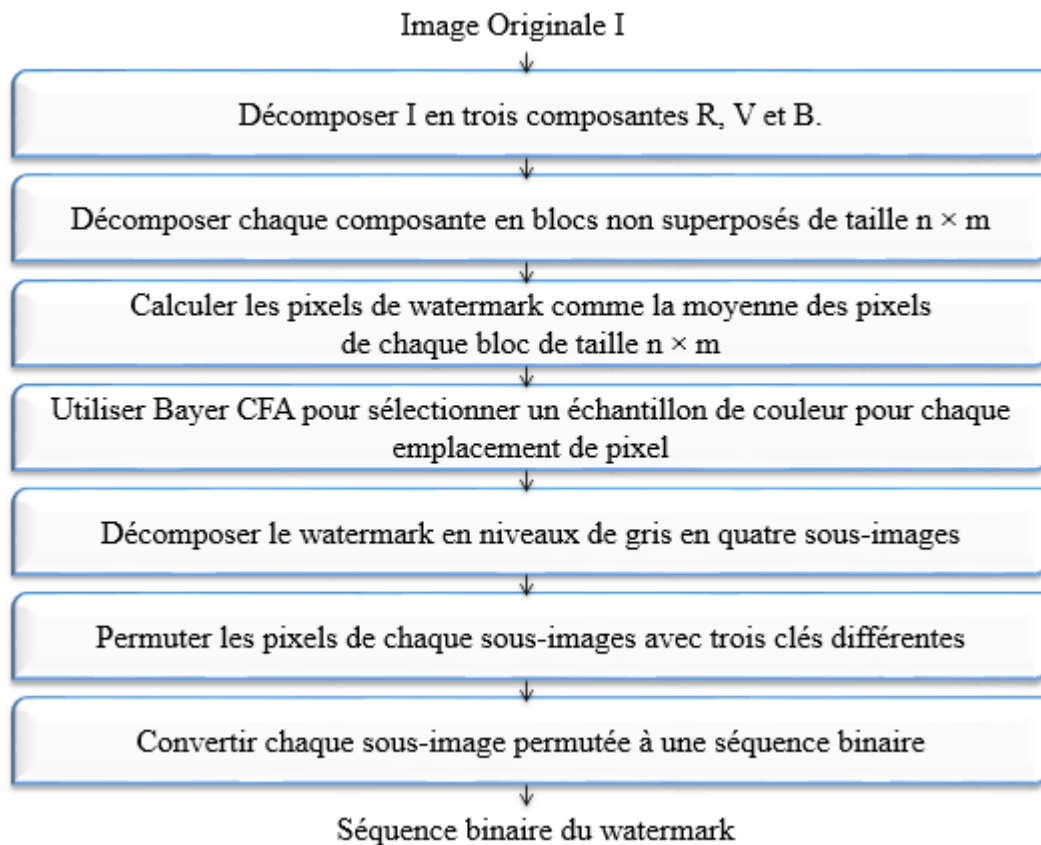 Image Originale I
Décomposer I en trois composantes R, V et B.
Décomposer chaque composante en blocs non superposés de taille n × m
Calculer les pixels de watermark comme la moyenne des pixels
de chaque bloc de taille n × m
Utiliser Bayer CFA pour sélectionner un échantillon de couleur pour chaque
emplacement de pixel
Décomposer le watermark en niveaux de gris en quatre sous-images
Permuter les pixels de chaque sous-images avec trois clés différentes
Convertir chaque sous-image permutée à une séquence binaire
Séquence binaire du watermark